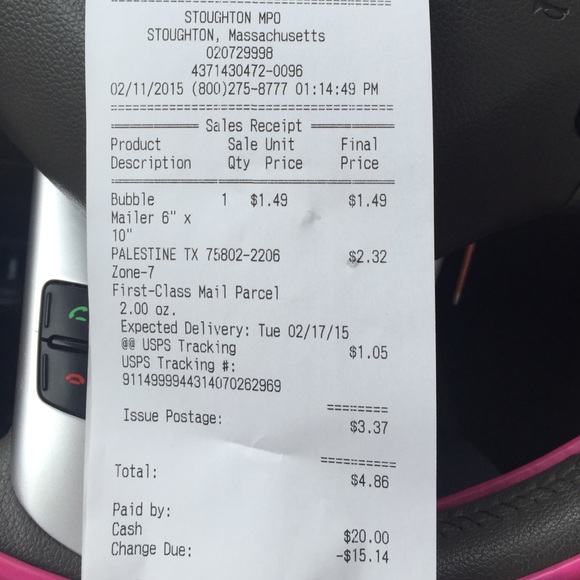 STOUGHTON MPO
STOUGHTON, Massachusetts
020729998
4371430472-0096
02/11/2015 (800)275-8777 01:14:49 PM
Sales Receipt
Product Sale Unit Final
Description Qty Price Price
Bubble 1 $1.49 $1.49
Mailer 6" x
10"
PALESTINE TX 75802-2206 $2.32
Zone-7
First-Class Mail Parcel
2.00 oz.
Expected Delivery: Tue 02/17/15
@@ USPS Tracking $1.05
USPS Tracking #:
9114999944314070262969
Issue Postage: $3.37
Total: $4.86
Paid by:
Cash $20.00
Change Due: -$15.14